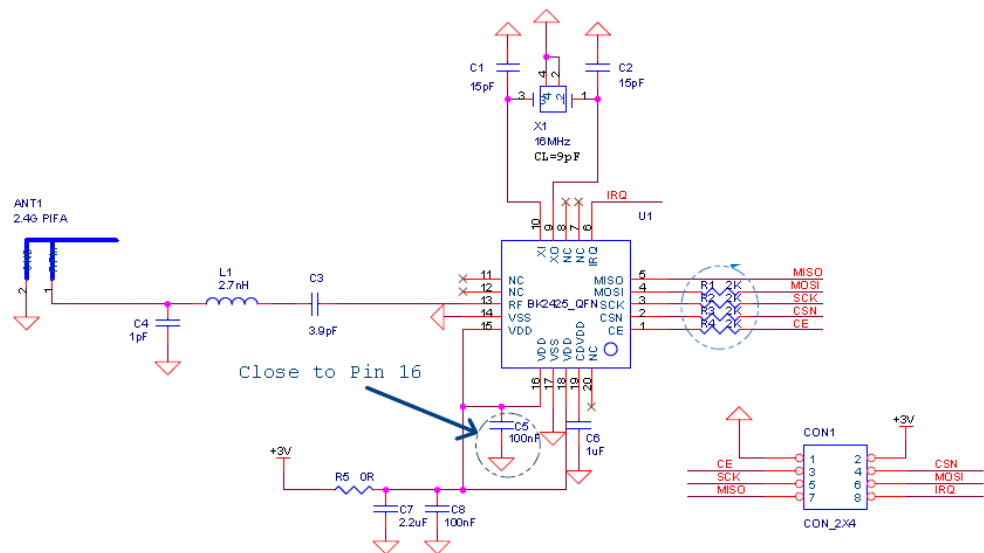 C1
15pF
4
2
C2
15pF
3
3
4
2
1
1
X1
16MHz
CL=9pF
IRQ
U1
10
9
8
7
6
XI
XO
NC
NC
IRQ
ANT1
2.4G PIFA
2
1
L1
2.7nH
C3
3.9pF
C4
1pF
11
12
13
14
15
NC
NC
RF
VSS
VDD
BK2425_QFN
MISO
MOSI
SCK
CSN
CE
5
4
3
2
1
MISO
R1 2K
MOSI
R2 2K
SCK
R3 2K
CSN
R4 2K
CE
VDD
VSS
VDD
CDVDD
NC
16
17
18
19
20
Close to Pin 16
C5
100nF
C6
1uF
+3V
R5 0R
C7
2.2uF
C8
100nF
CON1
+3V
CE
SCK
MISO
1
3
5
7
2
4
6
8
CSN
MOSI
IRQ
CON_2X4